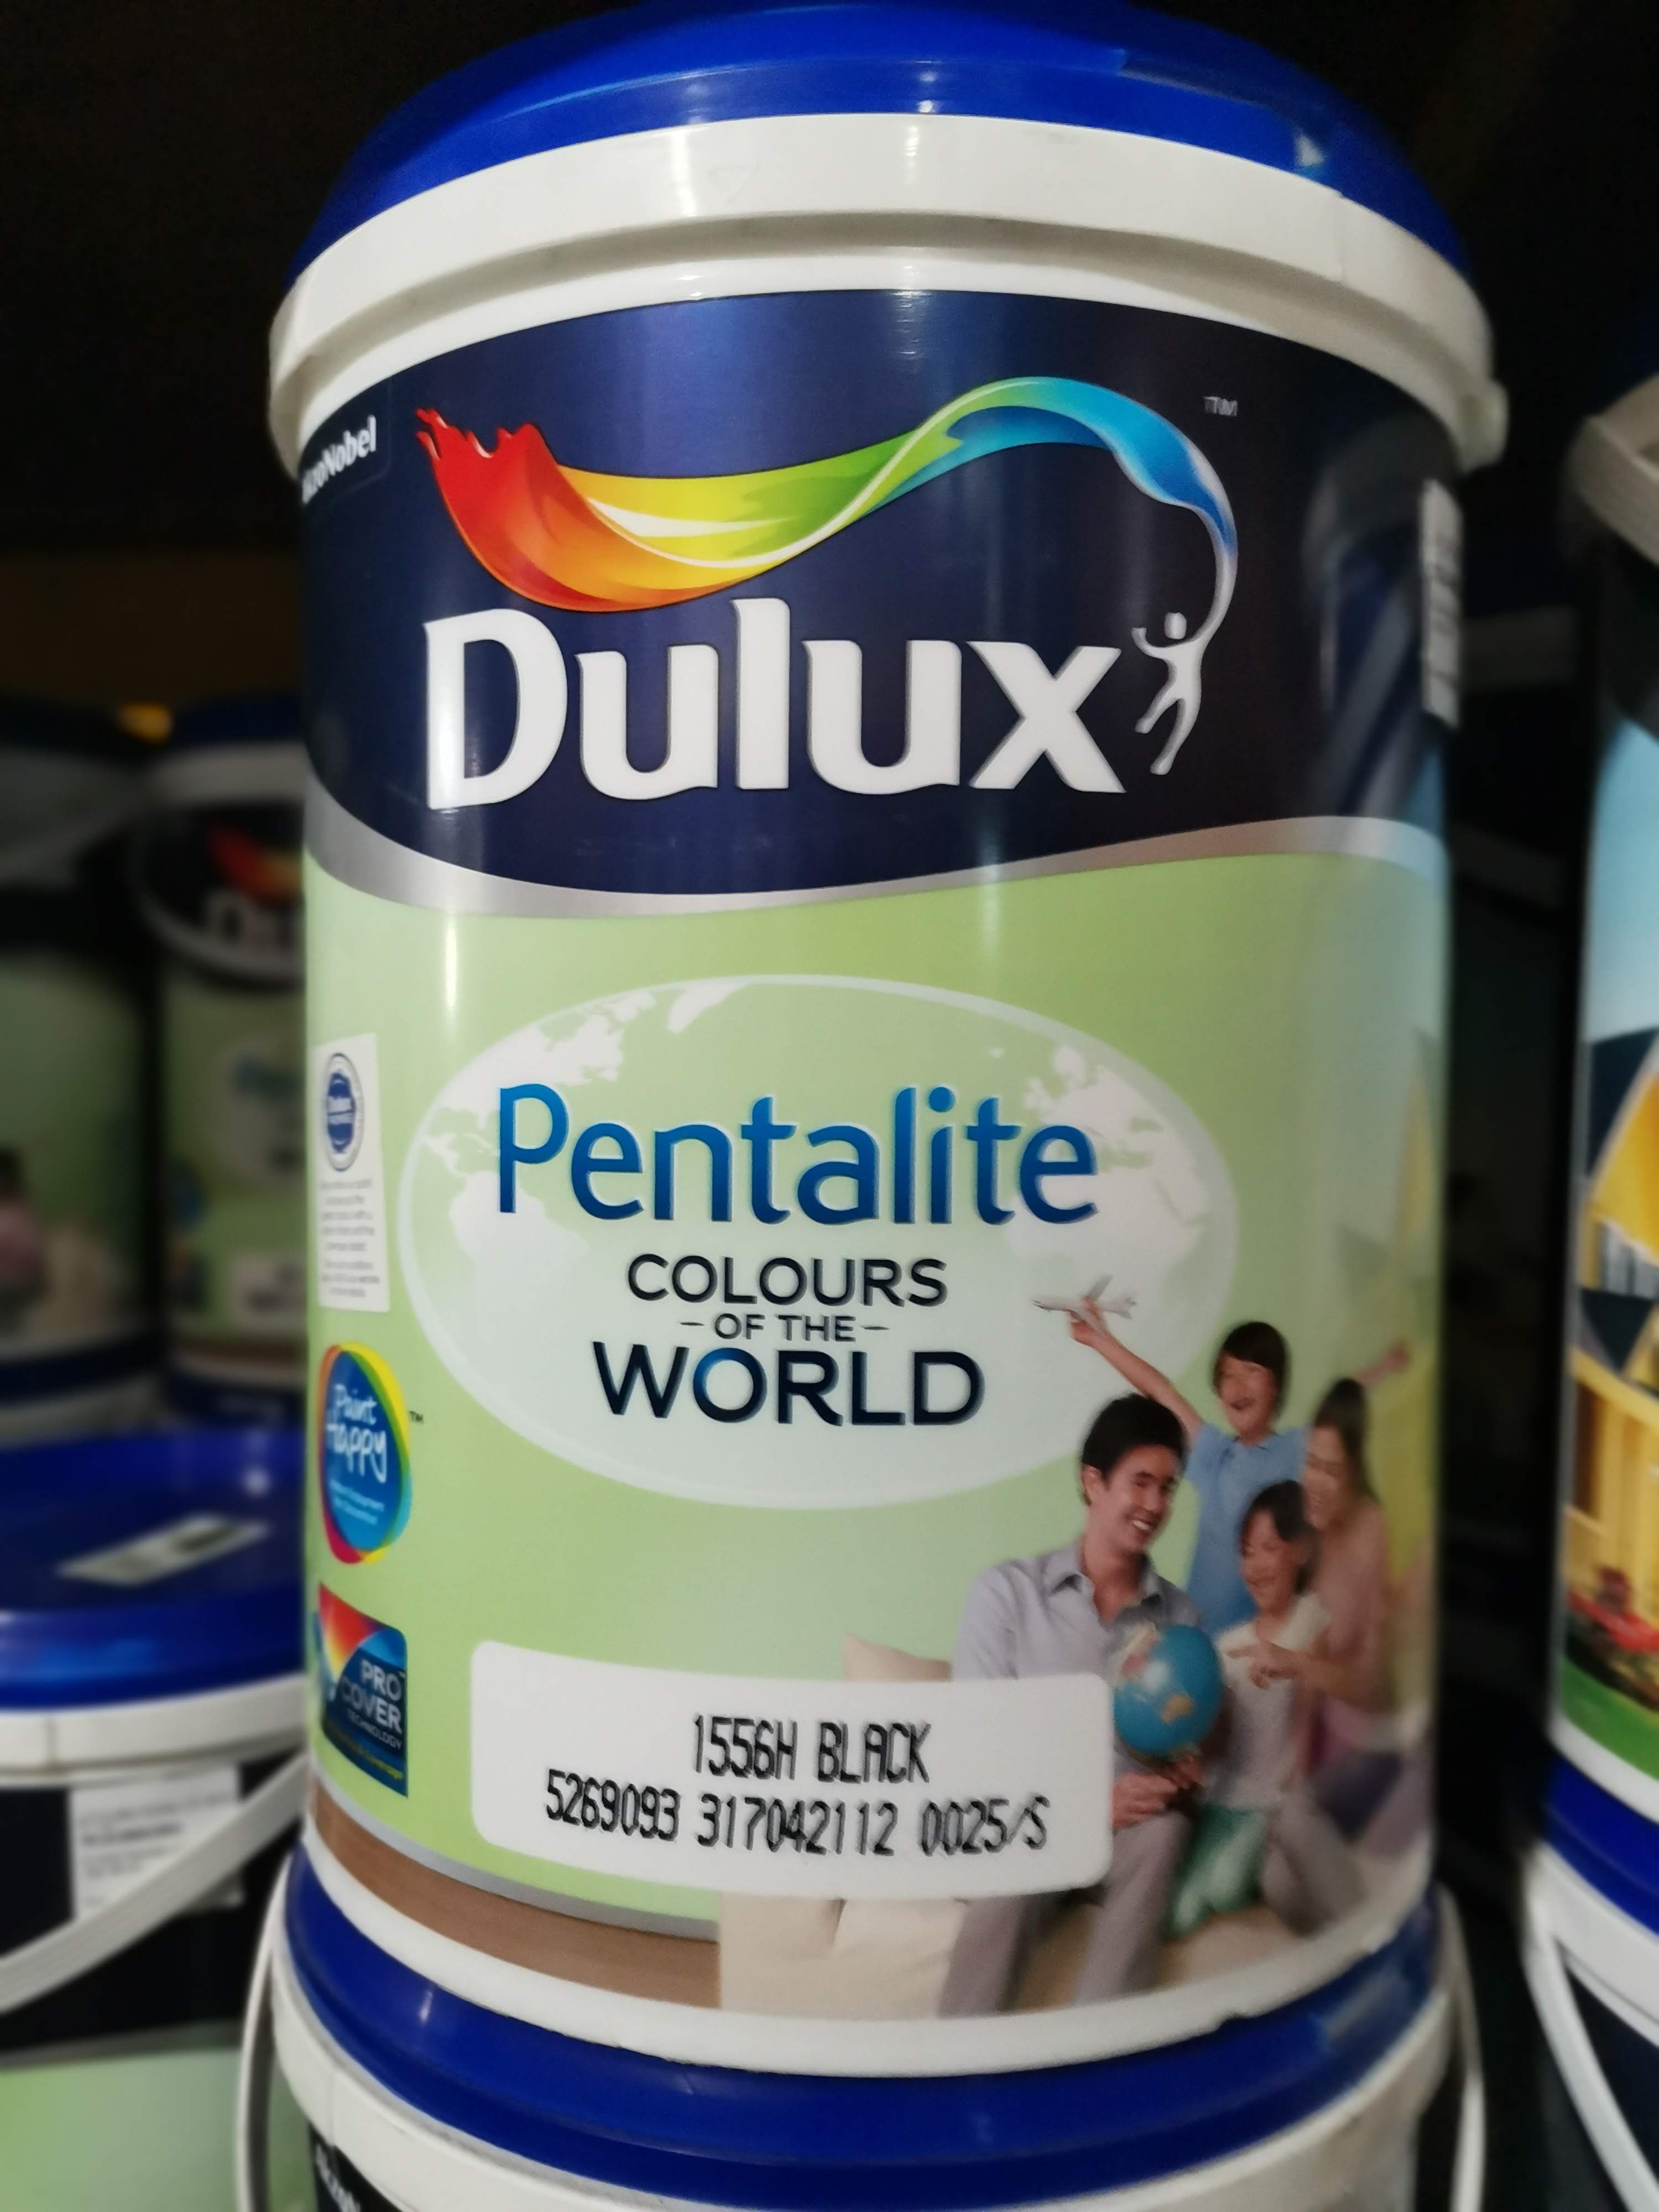 AkzoNobel
TM
Dulux
Pentalite
COLOURS
- OF THE -
WORLD
Paint
Happy
TM
PRO
COVER
TECHNOLOGY
1556H BLACK
5269093 317042112 0025/S